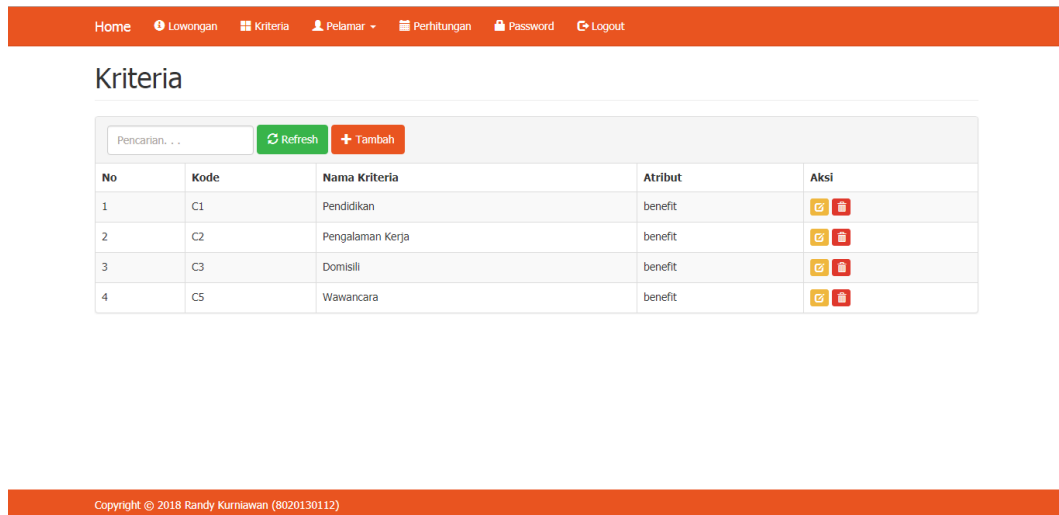 Home Lowongan Kriteria Pelamar Perhitungan Password Logout
Kriteria
Pencarian. . . Refresh Tambah
No Kode Nama Kriteria Atribut Aksi
1 C1 Pendidikan benefit
2 C2 Pengalaman Kerja benefit
3 C3 Domisili benefit
4 C5 Wawancara benefit
Copyright © 2018 Randy Kurniawan (8020130112)